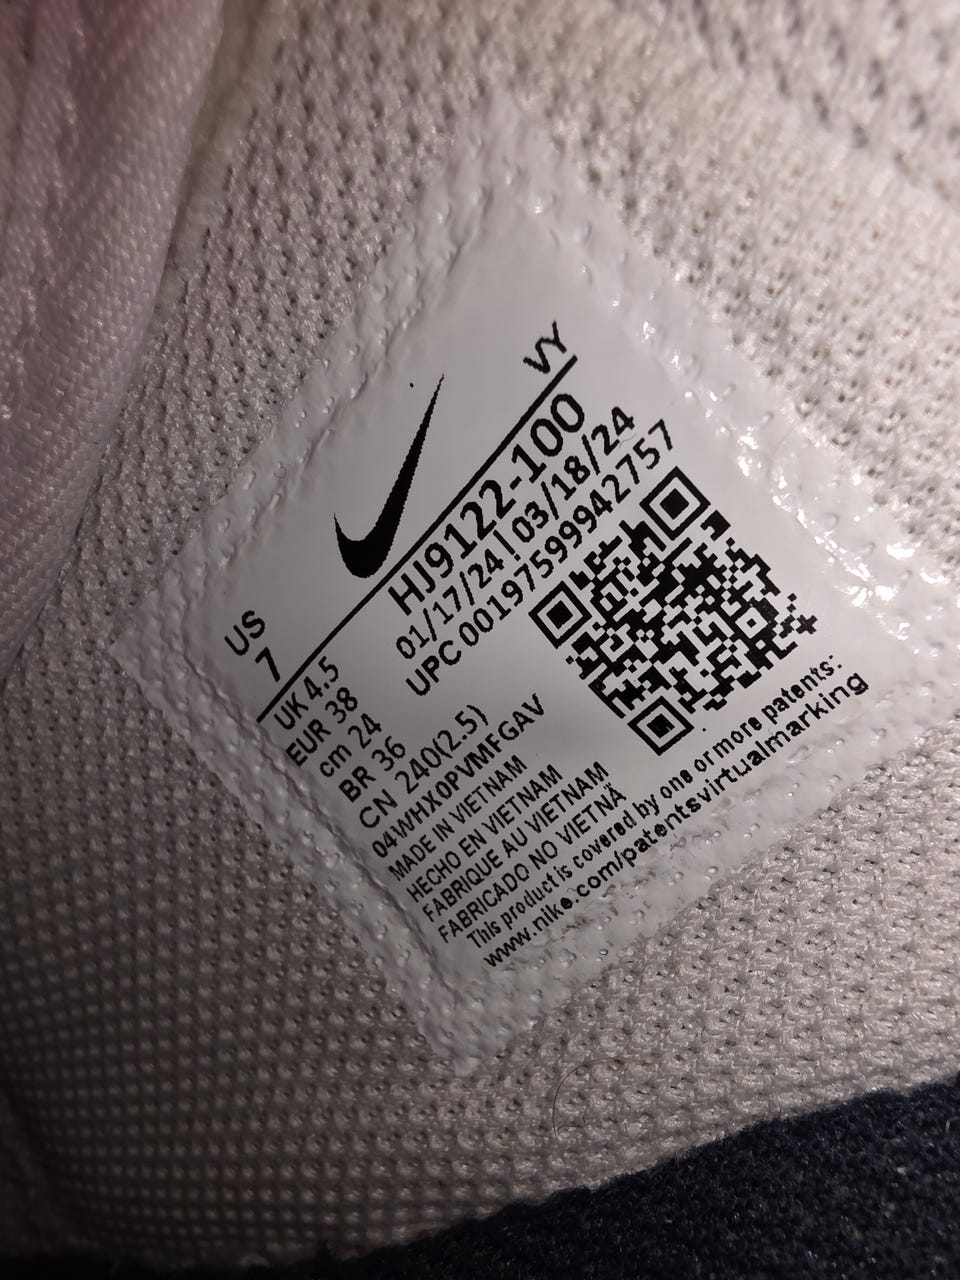 VY
US
7
HJ9122-100
01/17/24 | 03/18/24
UPC 00197599942757
UK 4.5
EUR 38
cm 24
BR 36
CN 240(2.5)
04WHX0PVMFGAV
MADE IN VIETNAM
HECHO EN VIETNAM
FABRIQUE AU VIETNAM
FABRICADO NO VIETNÃ
This product is covered by one or more patents:
www.nike.com/patentsvirtualmarking